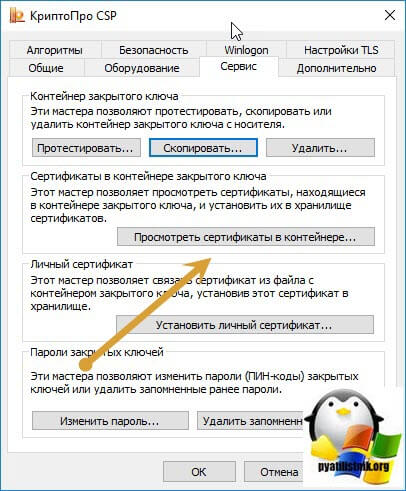 КриптоПро CSP
Алгоритмы Безопасность Winlogon Настройки TLS
Общие Оборудование Сервис Дополнительно
Контейнер закрытого ключа
Эти мастера позволяют протестировать, скопировать или
удалить контейнер закрытого ключа с носителя.
Протестировать... Скопировать... Удалить...
Сертификаты в контейнере закрытого ключа
Этот мастер позволяет просмотреть сертификаты, находящиеся
в контейнере закрытого ключа, и установить их в хранилище
сертификатов.
Просмотреть сертификаты в контейнере...
Личный сертификат
Этот мастер позволяет связать сертификат из файла с
контейнером закрытого ключа, установив этот сертификат в
хранилище.
Установить личный сертификат...
Пароли закрытых ключей
Эти мастера позволяют изменить пароли (ПИН-коды) закрытых
ключей или удалить запомненные ранее пароли.
Изменить пароль... Удалить запомнен
ОК Отмена
pyatilistnik.org